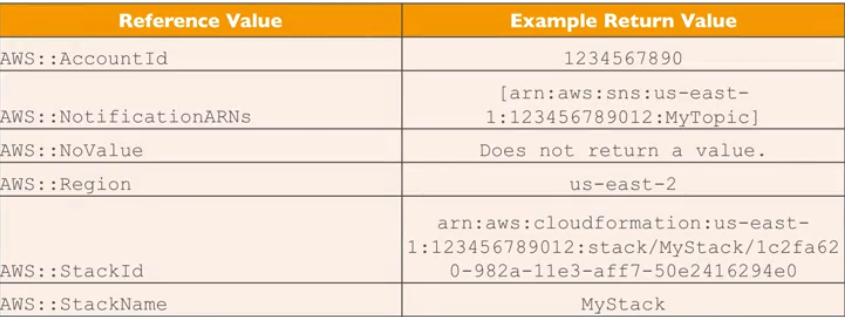 Reference Value Example Return Value
AWS::AccountId 1234567890
AWS::NotificationARNs [arn:aws:sns:us-east-
1:123456789012:MyTopic]
AWS::NoValue Does not return a value.
AWS::Region us-east-2
AWS::StackId arn:aws:cloudformation:us-east-
1:123456789012:stack/MyStack/1c2fa62
0-982a-11e3-aff7-50e2416294e0
AWS::StackName MyStack